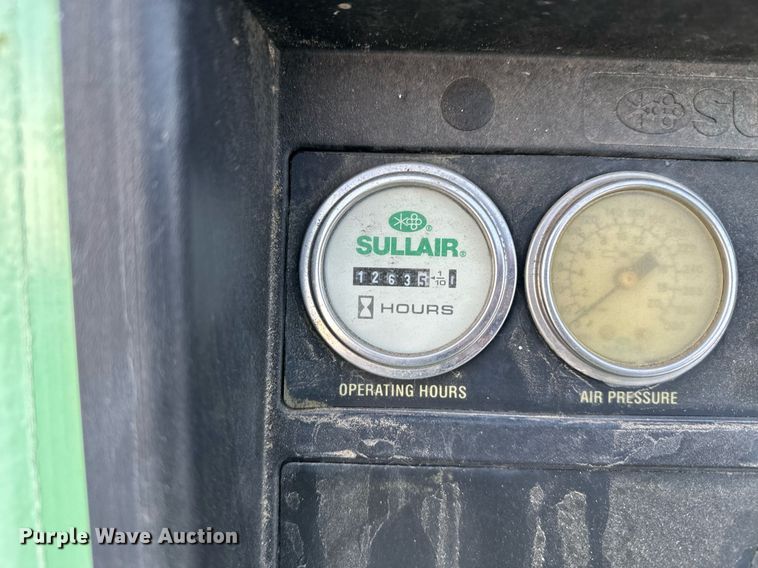 SULLAIR®
12635 1/10
HOURS
OPERATING HOURS
AIR PRESSURE
Purple Wave Auction